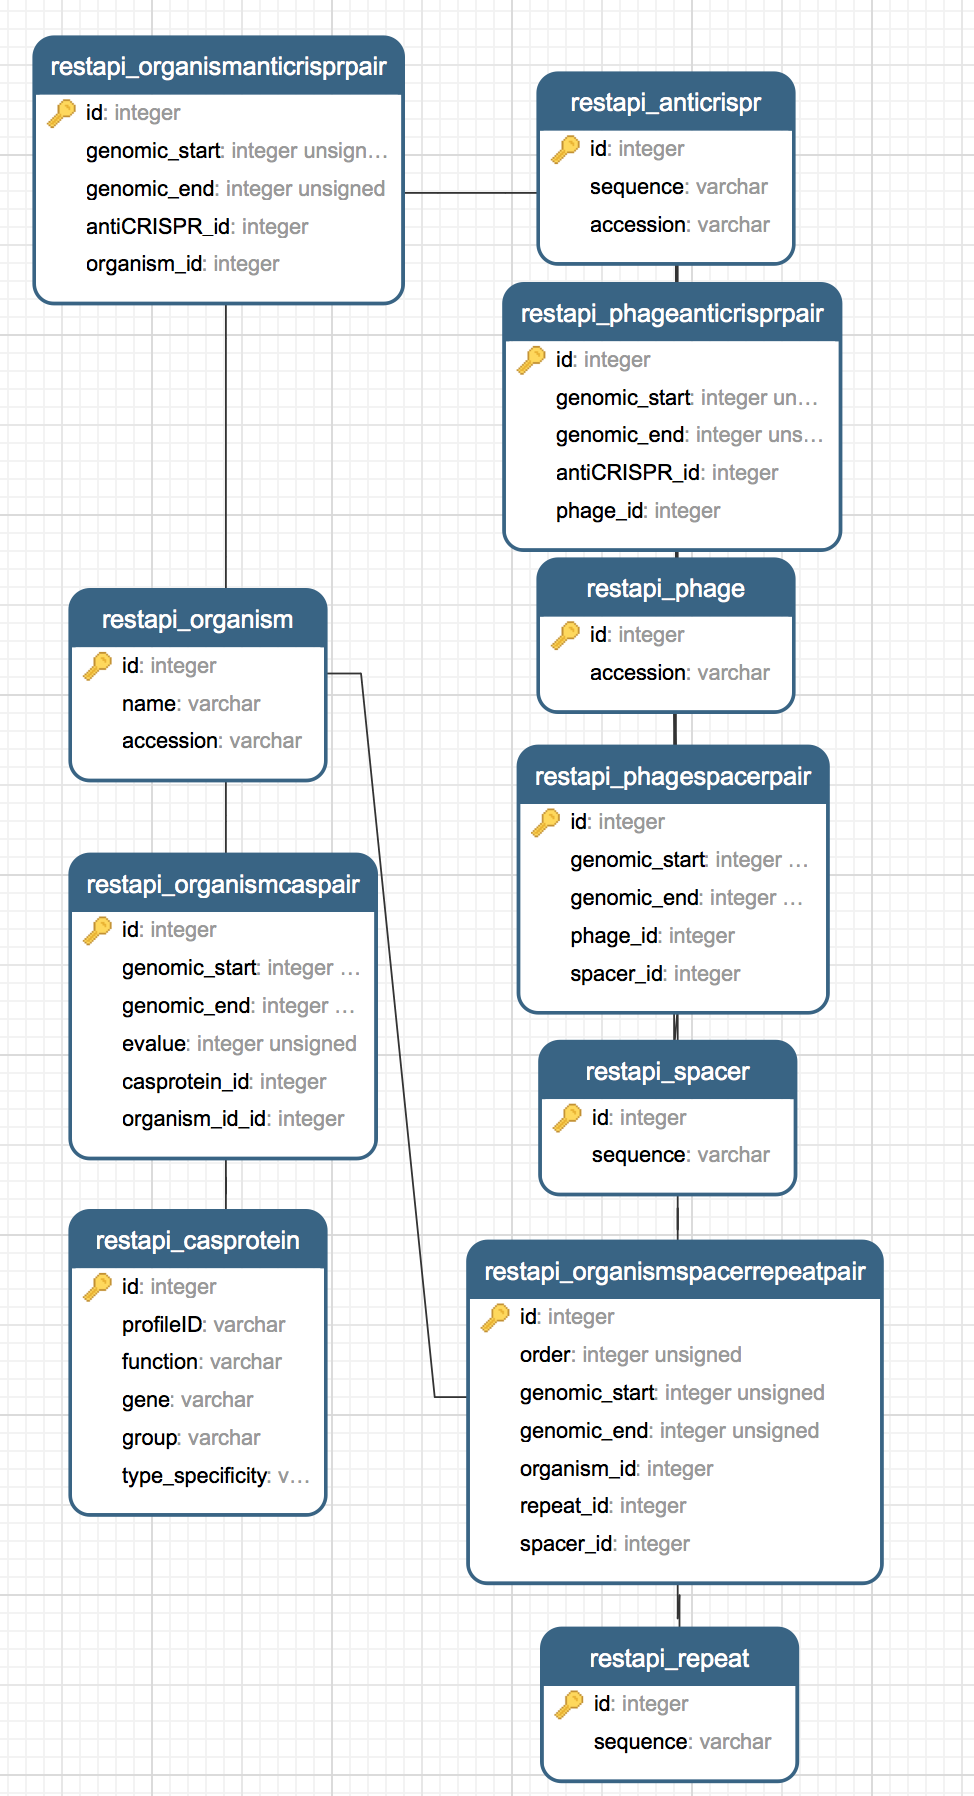 restapi_organismanticrisprpair
id: integer
genomic_start: integer unsign...
genomic_end: integer unsigned
antiCRISPR_id: integer
organism_id: integer
restapi_anticrispr
id: integer
sequence: varchar
accession: varchar
restapi_phageanticrisprpair
id: integer
genomic_start: integer un...
genomic_end: integer uns...
antiCRISPR_id: integer
phage_id: integer
restapi_organism
id: integer
name: varchar
accession: varchar
restapi_phage
id: integer
accession: varchar
restapi_phagespacerpair
id: integer
genomic_start: integer ...
genomic_end: integer ...
phage_id: integer
spacer_id: integer
restapi_organismcaspair
id: integer
genomic_start: integer ...
genomic_end: integer ...
evalue: integer unsigned
casprotein_id: integer
organism_id_id: integer
restapi_spacer
id: integer
sequence: varchar
restapi_casprotein
id: integer
profileID: varchar
function: varchar
gene: varchar
group: varchar
type_specificity: v...
restapi_organismspacerrepeatpair
id: integer
order: integer unsigned
genomic_start: integer unsigned
genomic_end: integer unsigned
organism_id: integer
repeat_id: integer
spacer_id: integer
restapi_repeat
id: integer
sequence: varchar